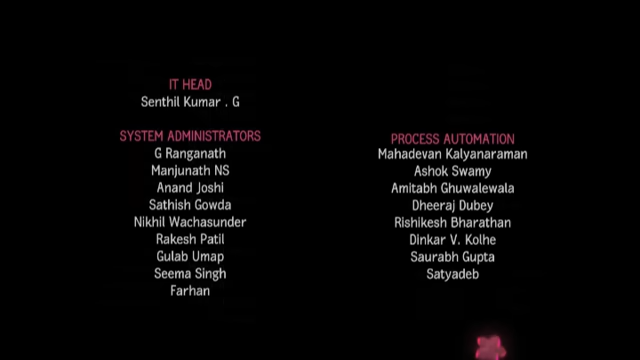 IT HEAD
Senthil Kumar . G
SYSTEM ADMINISTRATORS
G Ranganath
Manjunath NS
Anand Joshi
Sathish Gowda
Nikhil Wachasunder
Rakesh Patil
Gulab Umap
Seema Singh
Farhan
PROCESS AUTOMATION
Mahadevan Kalyanaraman
Ashok Swamy
Amitabh Ghuwalewala
Dheeraj Dubey
Rishikesh Bharathan
Dinkar V. Kolhe
Saurabh Gupta
Satyadeb